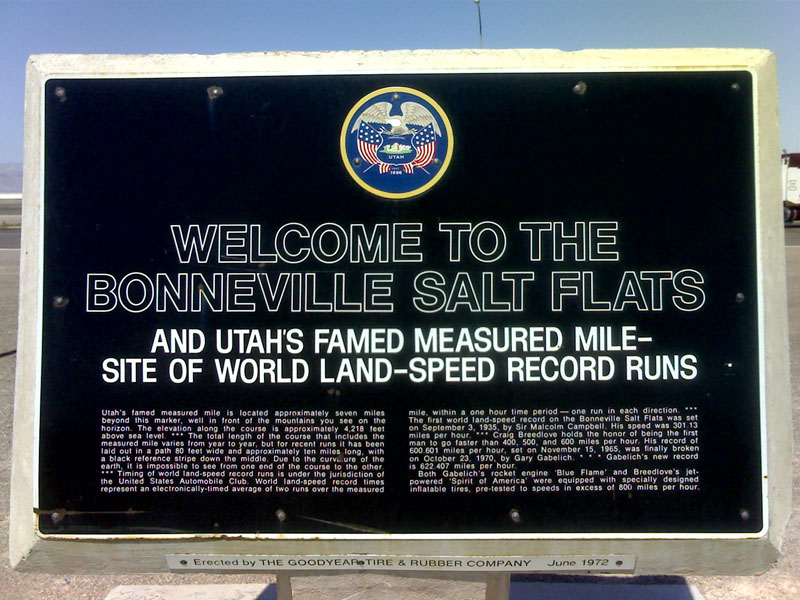 UTAH
1896
WELCOME TO THE
BONNEVILLE SALT FLATS
AND UTAH'S FAMED MEASURED MILE–
SITE OF WORLD LAND–SPEED RECORD RUNS
Utah's famed measured mile is located approximately seven miles
beyond this marker, well in front of the mountains you see on the
horizon. The elevation along the course is approximately 4,218 feet
above sea level. *** The total length of the course that includes the
measured mile varies from year to year, but for recent runs it has been
laid out in a path 80 feet wide and approximately ten miles long, with
a black reference stripe down the middle. Due to the curvature of the
earth, it is impossible to see from one end of the course to the other.
*** Timing of world land-speed record runs is under the jurisdiction of
the United States Automobile Club. World land-speed record times
represent an electronically-timed average of two runs over the measured
mile, within a one hour time period — one run in each direction. ***
The first world land-speed record on the Bonneville Salt Flats was set
on September 3, 1935, by Sir Malcolm Campbell. His speed was 301.13
miles per hour. *** Craig Breedlove holds the honor of being the first
man to go faster than 400, 500, and 600 miles per hour. His record of
600.601 miles per hour, set on November 15, 1965, was finally broken
on October 23, 1970, by Gary Gabelich. * * * Gabelich's new record
is 622.407 miles per hour.
Both Gabelich's rocket engine 'Blue Flame' and Breedlove's jet-
powered 'Spirit of America' were equipped with specially designed
inflatable tires, pre-tested to speeds in excess of 800 miles per hour.
Erected by THE GOODYEAR TIRE & RUBBER COMPANY June 1972